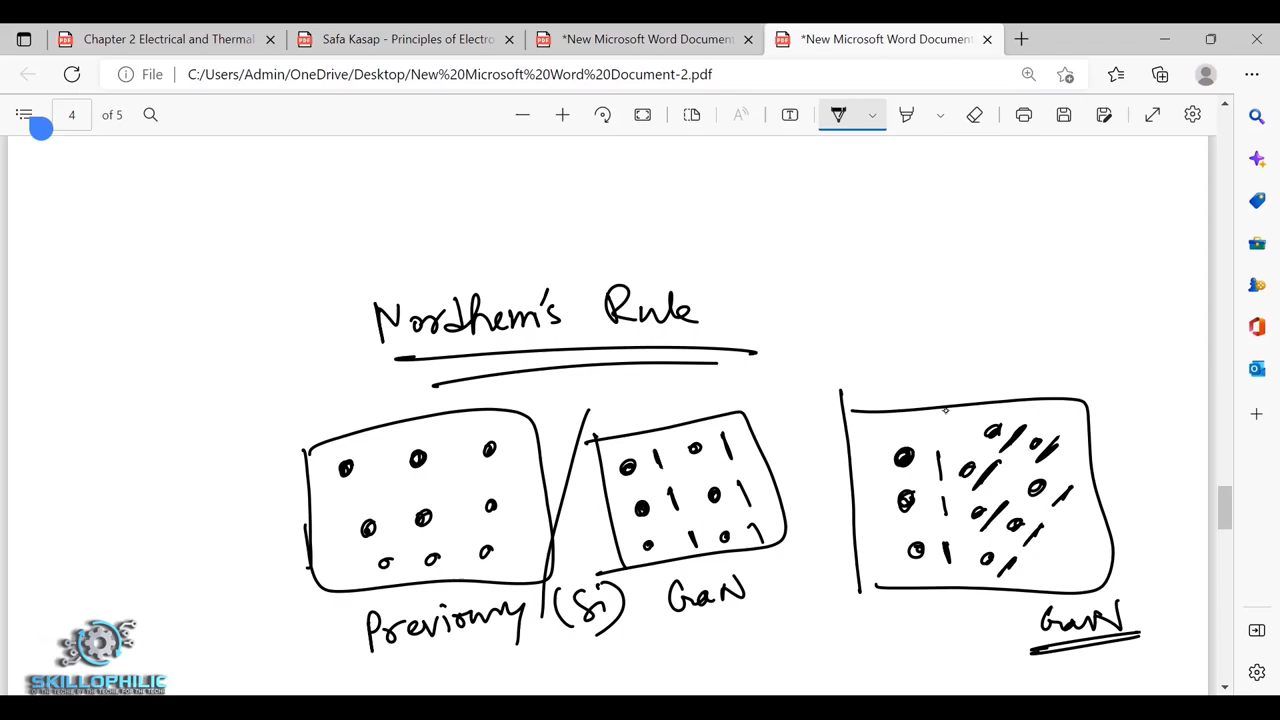 Chapter 2 Electrical and Thermal
Safa Kasap - Principles of Electro
*New Microsoft Word Document
*New Microsoft Word Document
File
C:/Users/Admin/OneDrive/Desktop/New%20Microsoft%20Word%20Document-2.pdf
4 of 5
Nordhem's Rule
Previoury (Si) GaN
GaN
SKILLOPHILIC